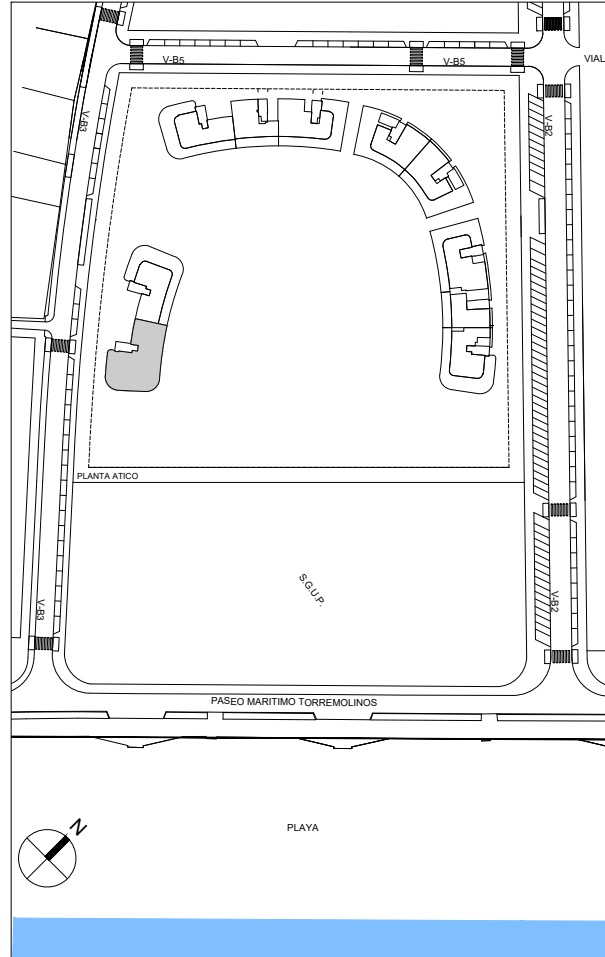 V-B5
V-B5
VIAL
V-B3
V-B2
PLANTA ATICO
S.G.U.P.
V-B3
V-B2
PASEO MARITIMO TORREMOLINOS
PLAYA
N